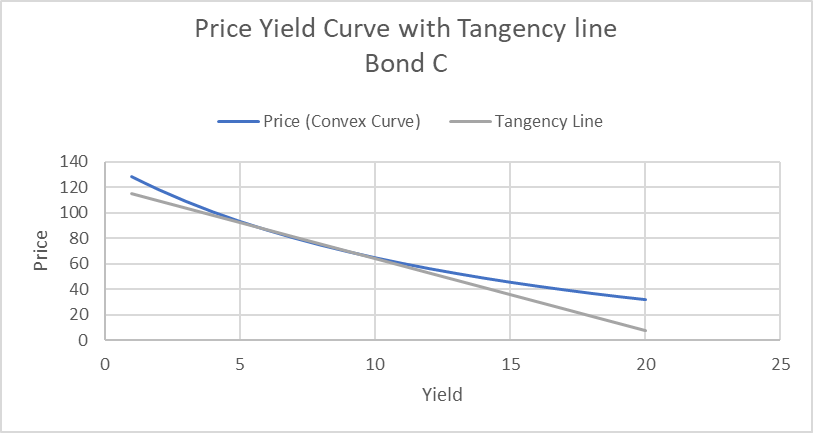 Price Yield Curve with Tangency line
Bond C
Price (Convex Curve) Tangency Line
140
120
100
80
60
40
20
0
Price
0 5 10 15 20 25
Yield